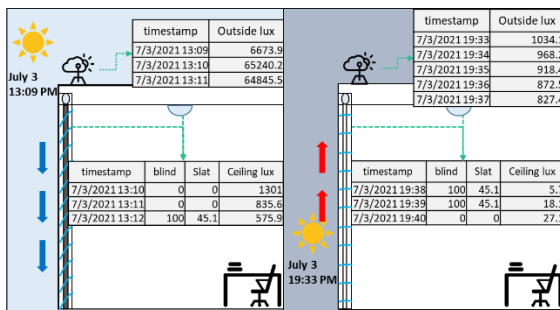 timestamp Outside lux
7/3/2021 13:09 6673.9
7/3/2021 13:10 65240.2
7/3/2021 13:11 64845.5
July 3
13:09 PM
timestamp blind Slat Ceiling lux
7/3/2021 13:10 0 0 1301
7/3/2021 13:11 0 0 835.6
7/3/2021 13:12 100 45.1 575.9
timestamp Outside lux
7/3/2021 19:33 1034.
7/3/2021 19:34 968.
7/3/2021 19:35 918.
7/3/2021 19:36 872.
7/3/2021 19:37 827.
timestamp blind Slat Ceiling lux
7/3/2021 19:38 100 45.1 5.
7/3/2021 19:39 100 45.1 18.
7/3/2021 19:40 0 0 27.
July 3
19:33 PM